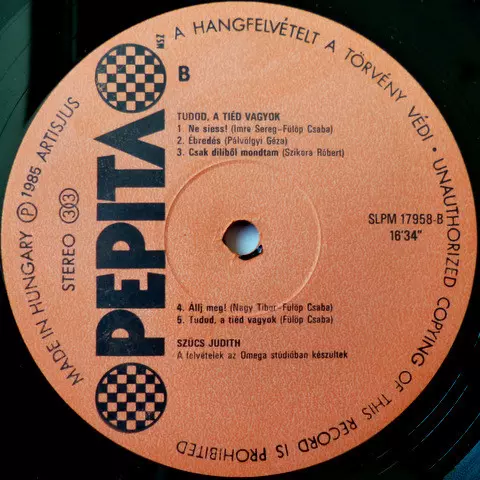 A HANGFELVÉTELT A TÖRVÉNY VÉDI • UNAUTHORIZED COPYING OF THIS RECORD IS PROHIBITED
MADE IN HUNGARY Ⓟ 1985 ARTISJUS
STEREO 33
PEPITA
MSZ
B
TUDOD, A TIÉD VAGYOK
1. Ne siess! (Imre Sereg-Fülöp Csaba)
2. Ébredés (Pálvölgyi Géza)
3. Csak diliből mondtam (Szikora Róbert)
SLPM 17958-B
16'34"
4. Állj meg! (Nagy Tibor-Fülöp Csaba)
5. Tudod, a tiéd vagyok (Fülöp Csaba)
SZŰCS JUDITH
A felvételek az Omega stúdióban készültek